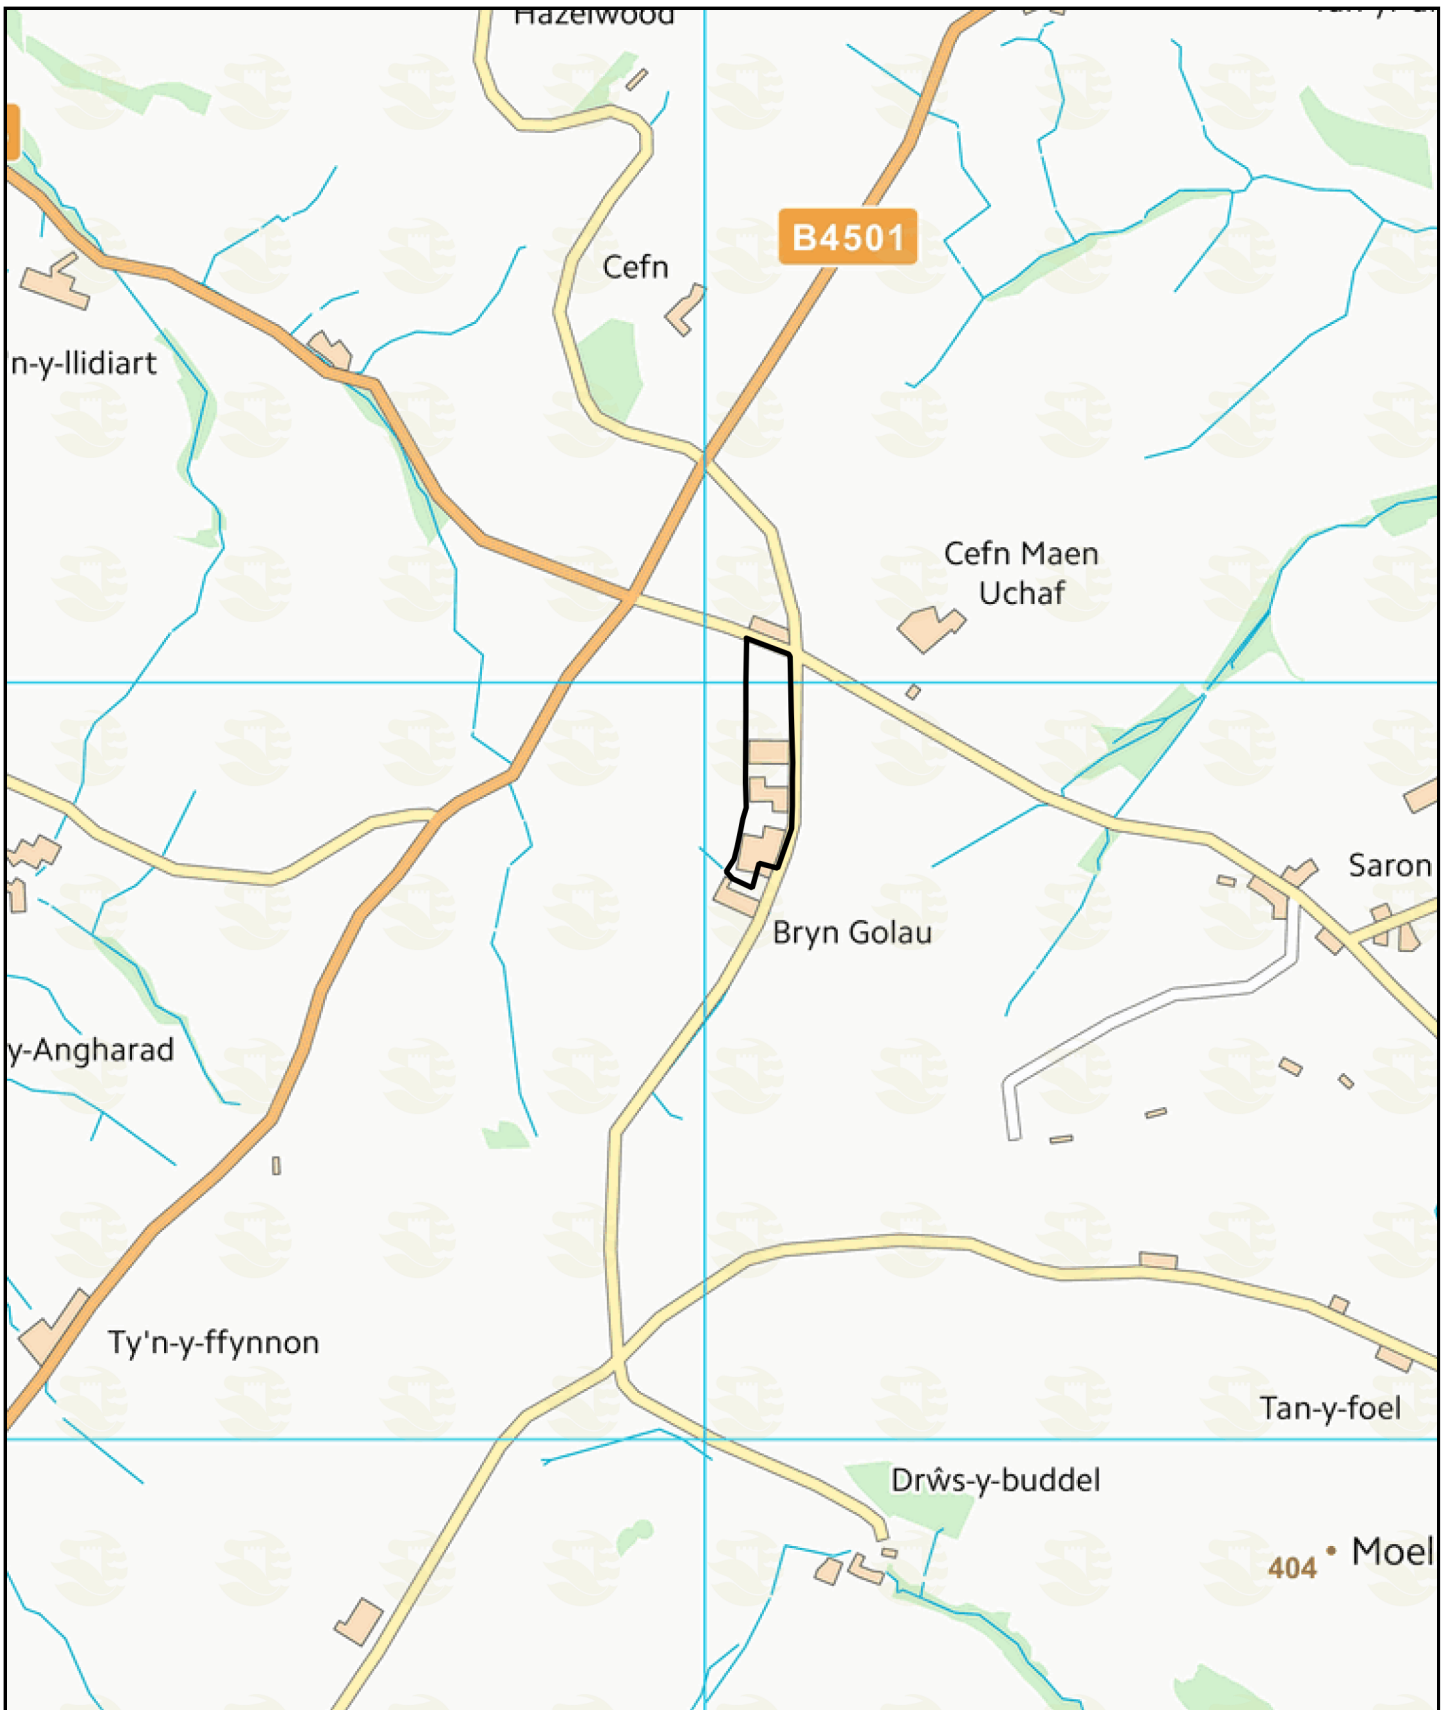 Hazelwood
B4501
Cefn
'n-y-llidiart
Cefn Maen
Uchaf
Saron
Bryn Golau
y-Angharad
Ty'n-y-ffynnon
Tan-y-foel
Drŵs-y-buddel
404
Moel